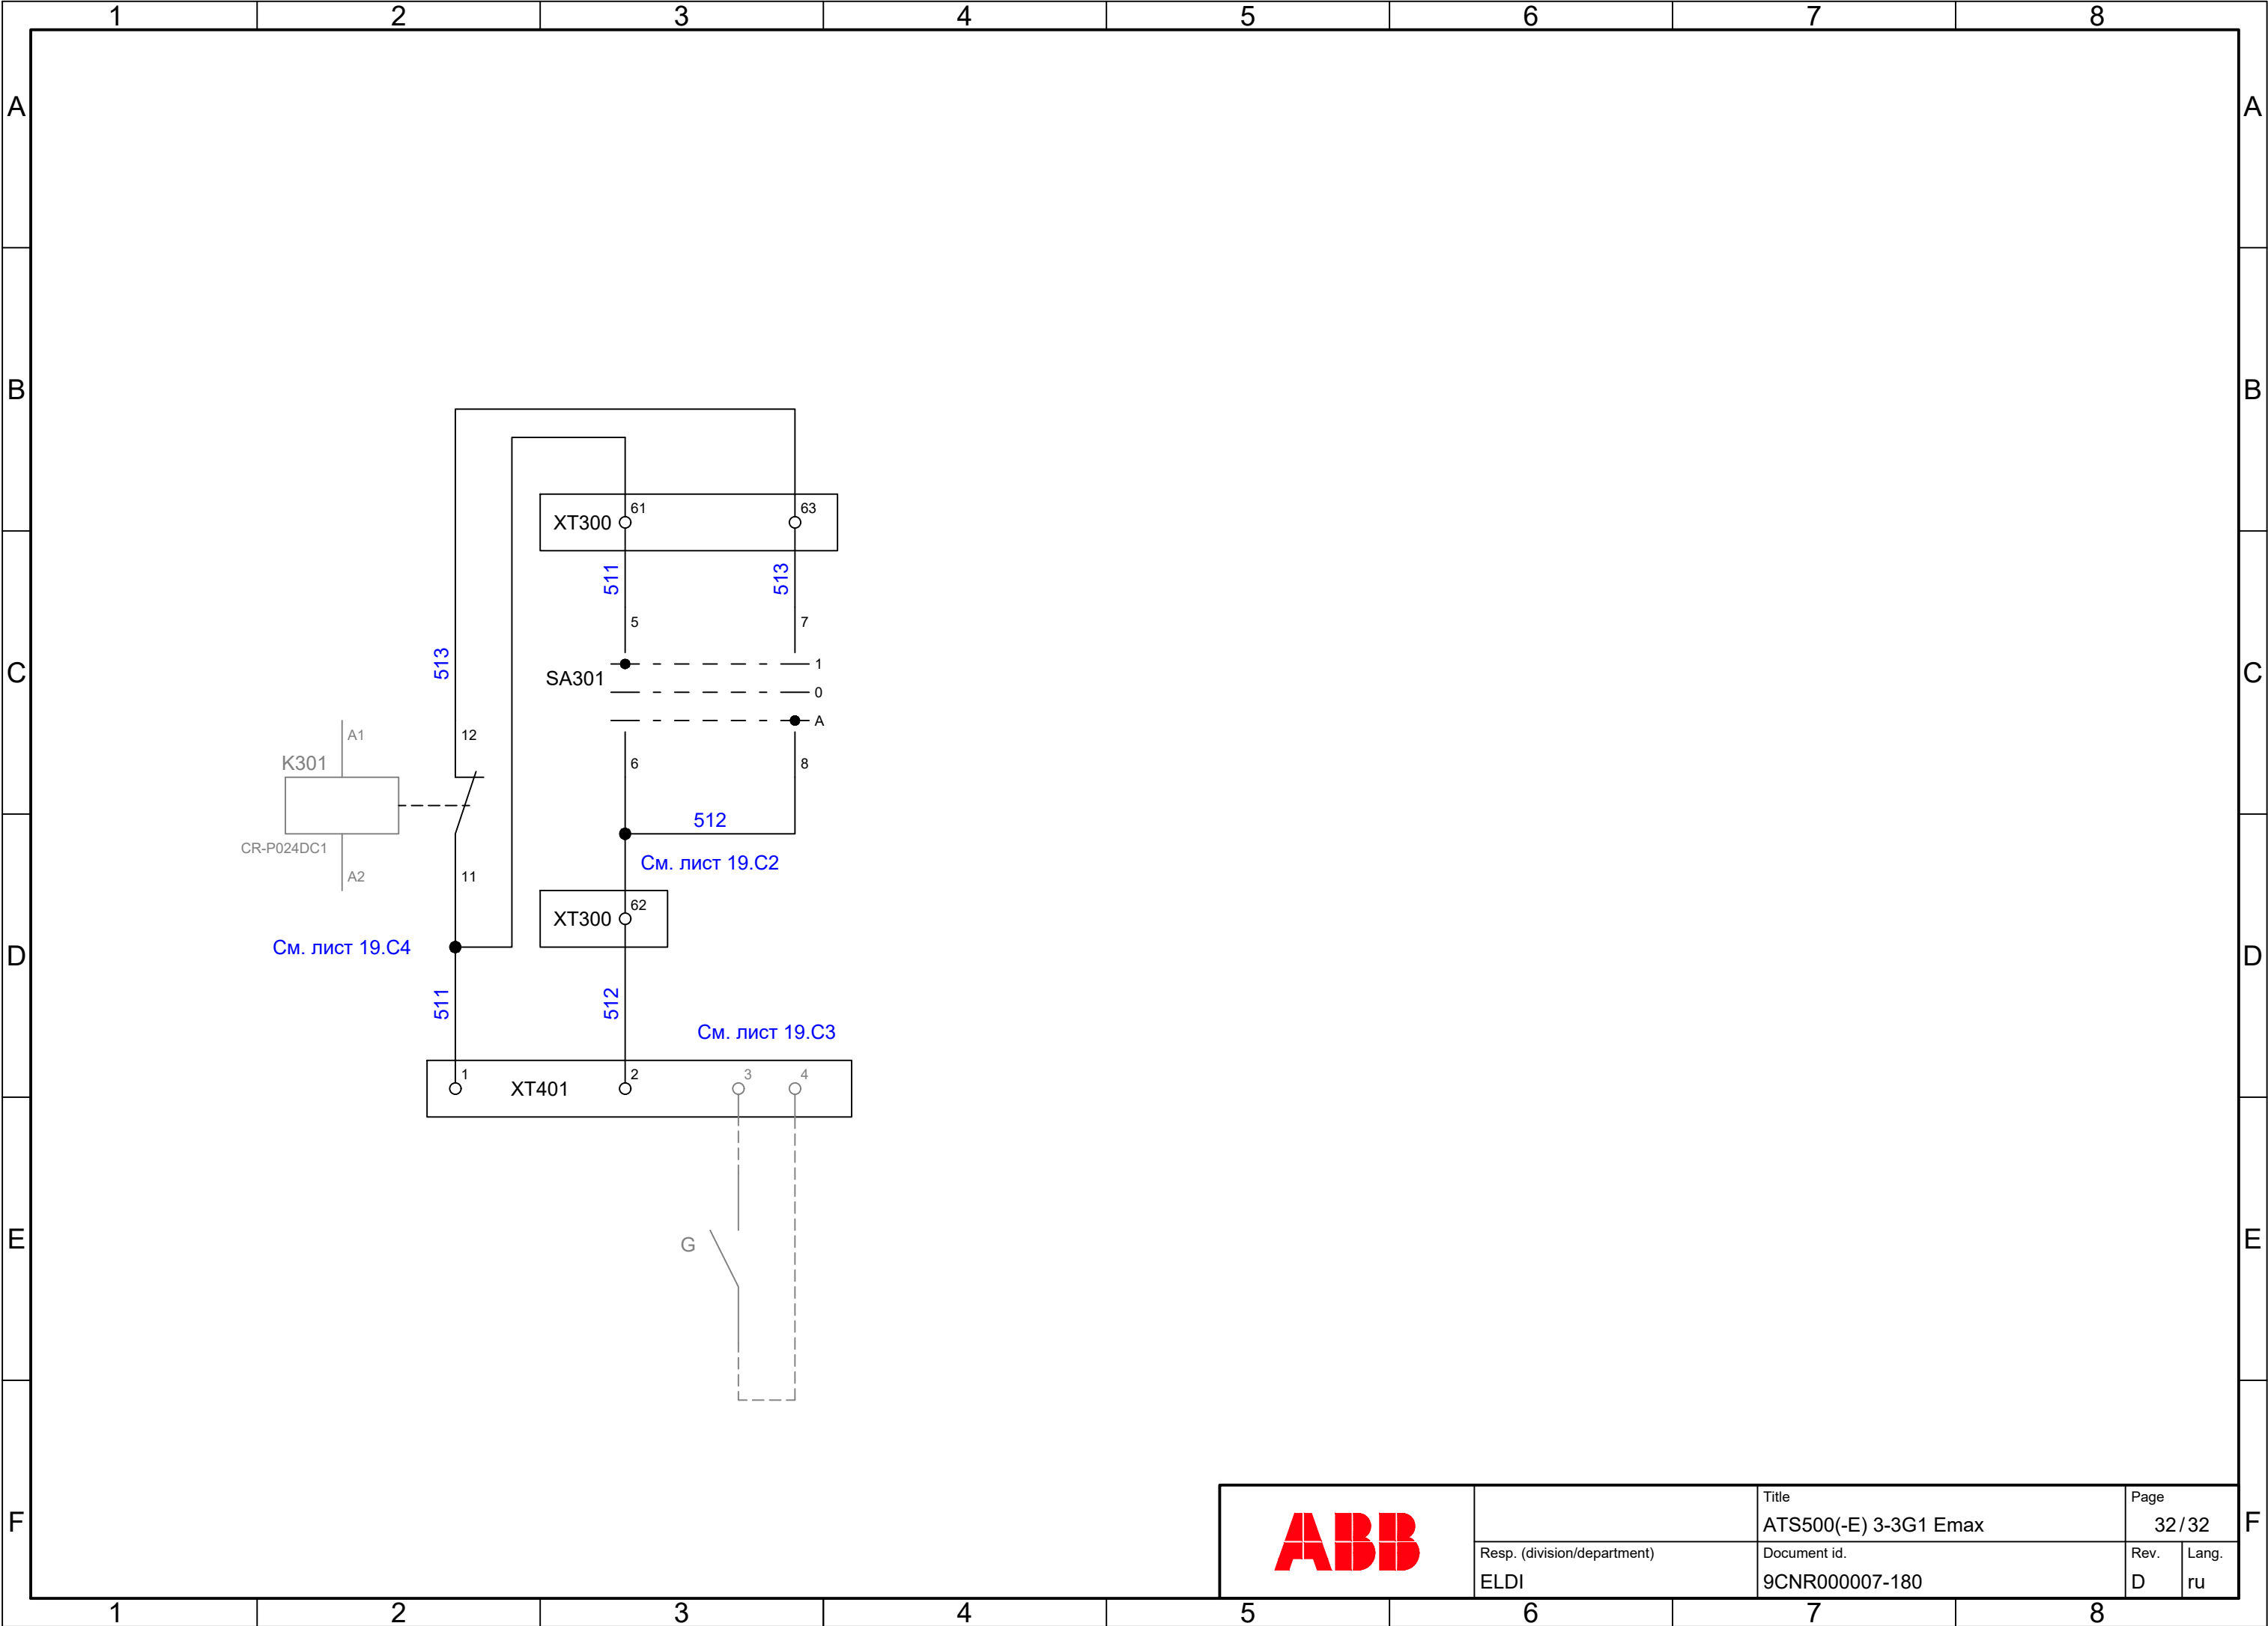 1 2 3 4 5 6 7 8
A A
B B
61 63
XT300
511 513
5 7
1
SA301
0
A
C C
513
A1 12
K301
6 8
512
CR-P024DC1
См. лист 19.C2
A2 11
62
XT300
См. лист 19.C4
D D
511 512
См. лист 19.C3
1 XT401 2 3 4
E E
G
F F
ABB
Title
ATS500(-E) 3-3G1 Emax
Page
32/32
Resp. (division/department)
ELDI
Document id.
9CNR000007-180
Rev.
D
Lang.
ru
1 2 3 4 5 6 7 8